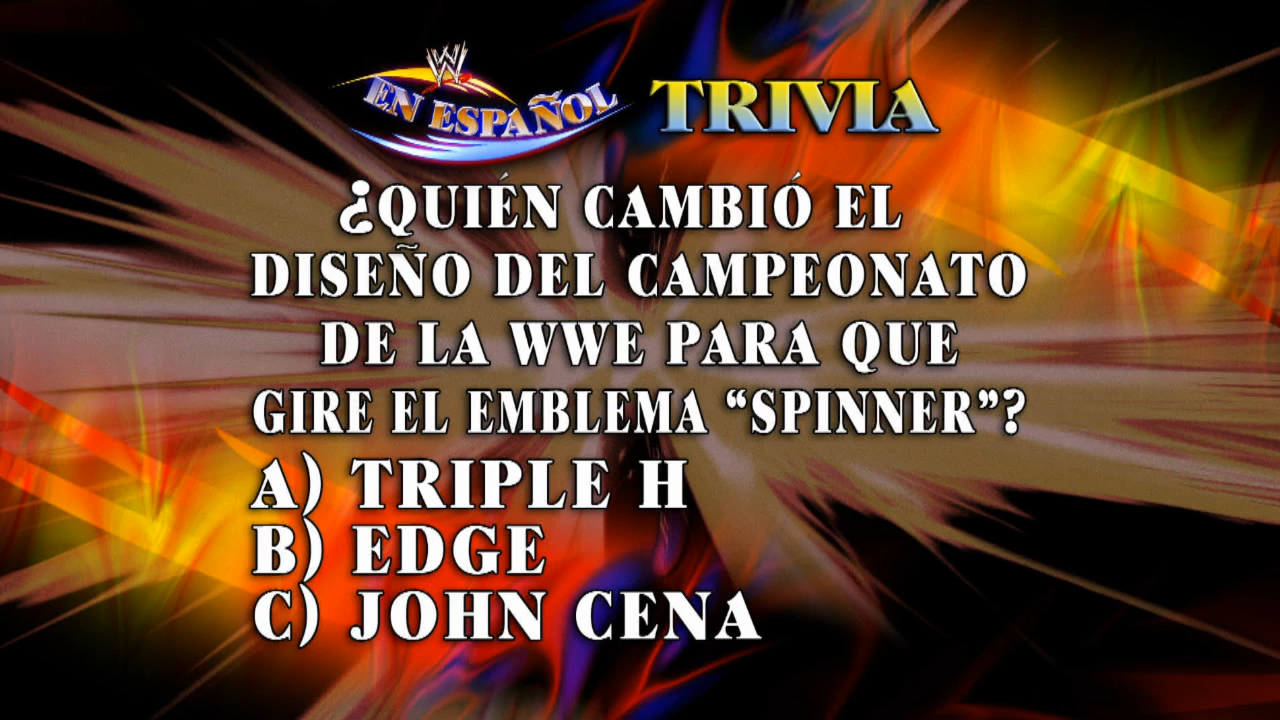 W
EN ESPAÑOL TRIVIA
¿QUIÉN CAMBIÓ EL
DISEÑO DEL CAMPEONATO
DE LA WWE PARA QUE
GIRE EL EMBLEMA “SPINNER”?
A) TRIPLE H
B) EDGE
C) JOHN CENA